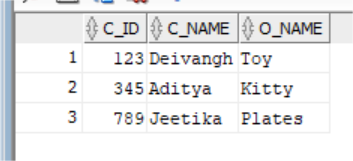 C_ID C_NAME O_NAME
1 123 Deivangh Toy
2 345 Aditya Kitty
3 789 Jeetika Plates